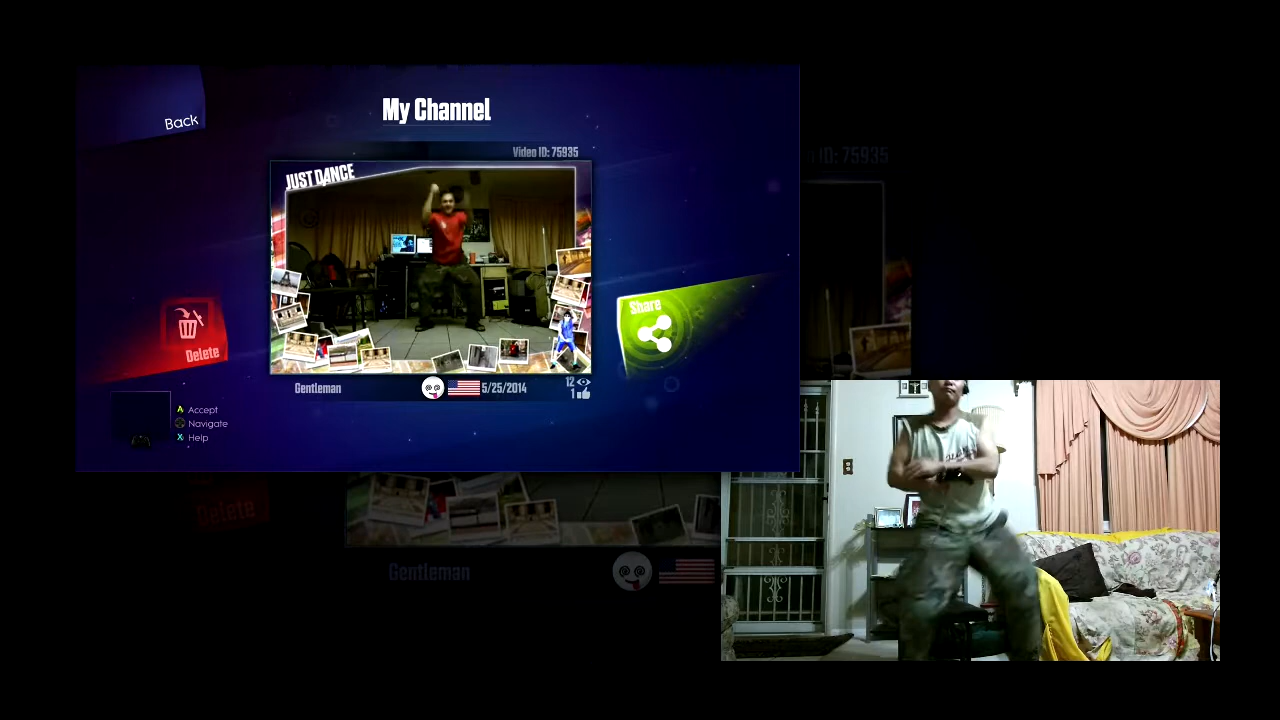 Back
My Channel
Video ID: 75935
JUST DANCE
Share
Delete
Gentleman
5/25/2014
12
1
A Accept
Navigate
X Help
ID: 75935
Delete
Gentleman